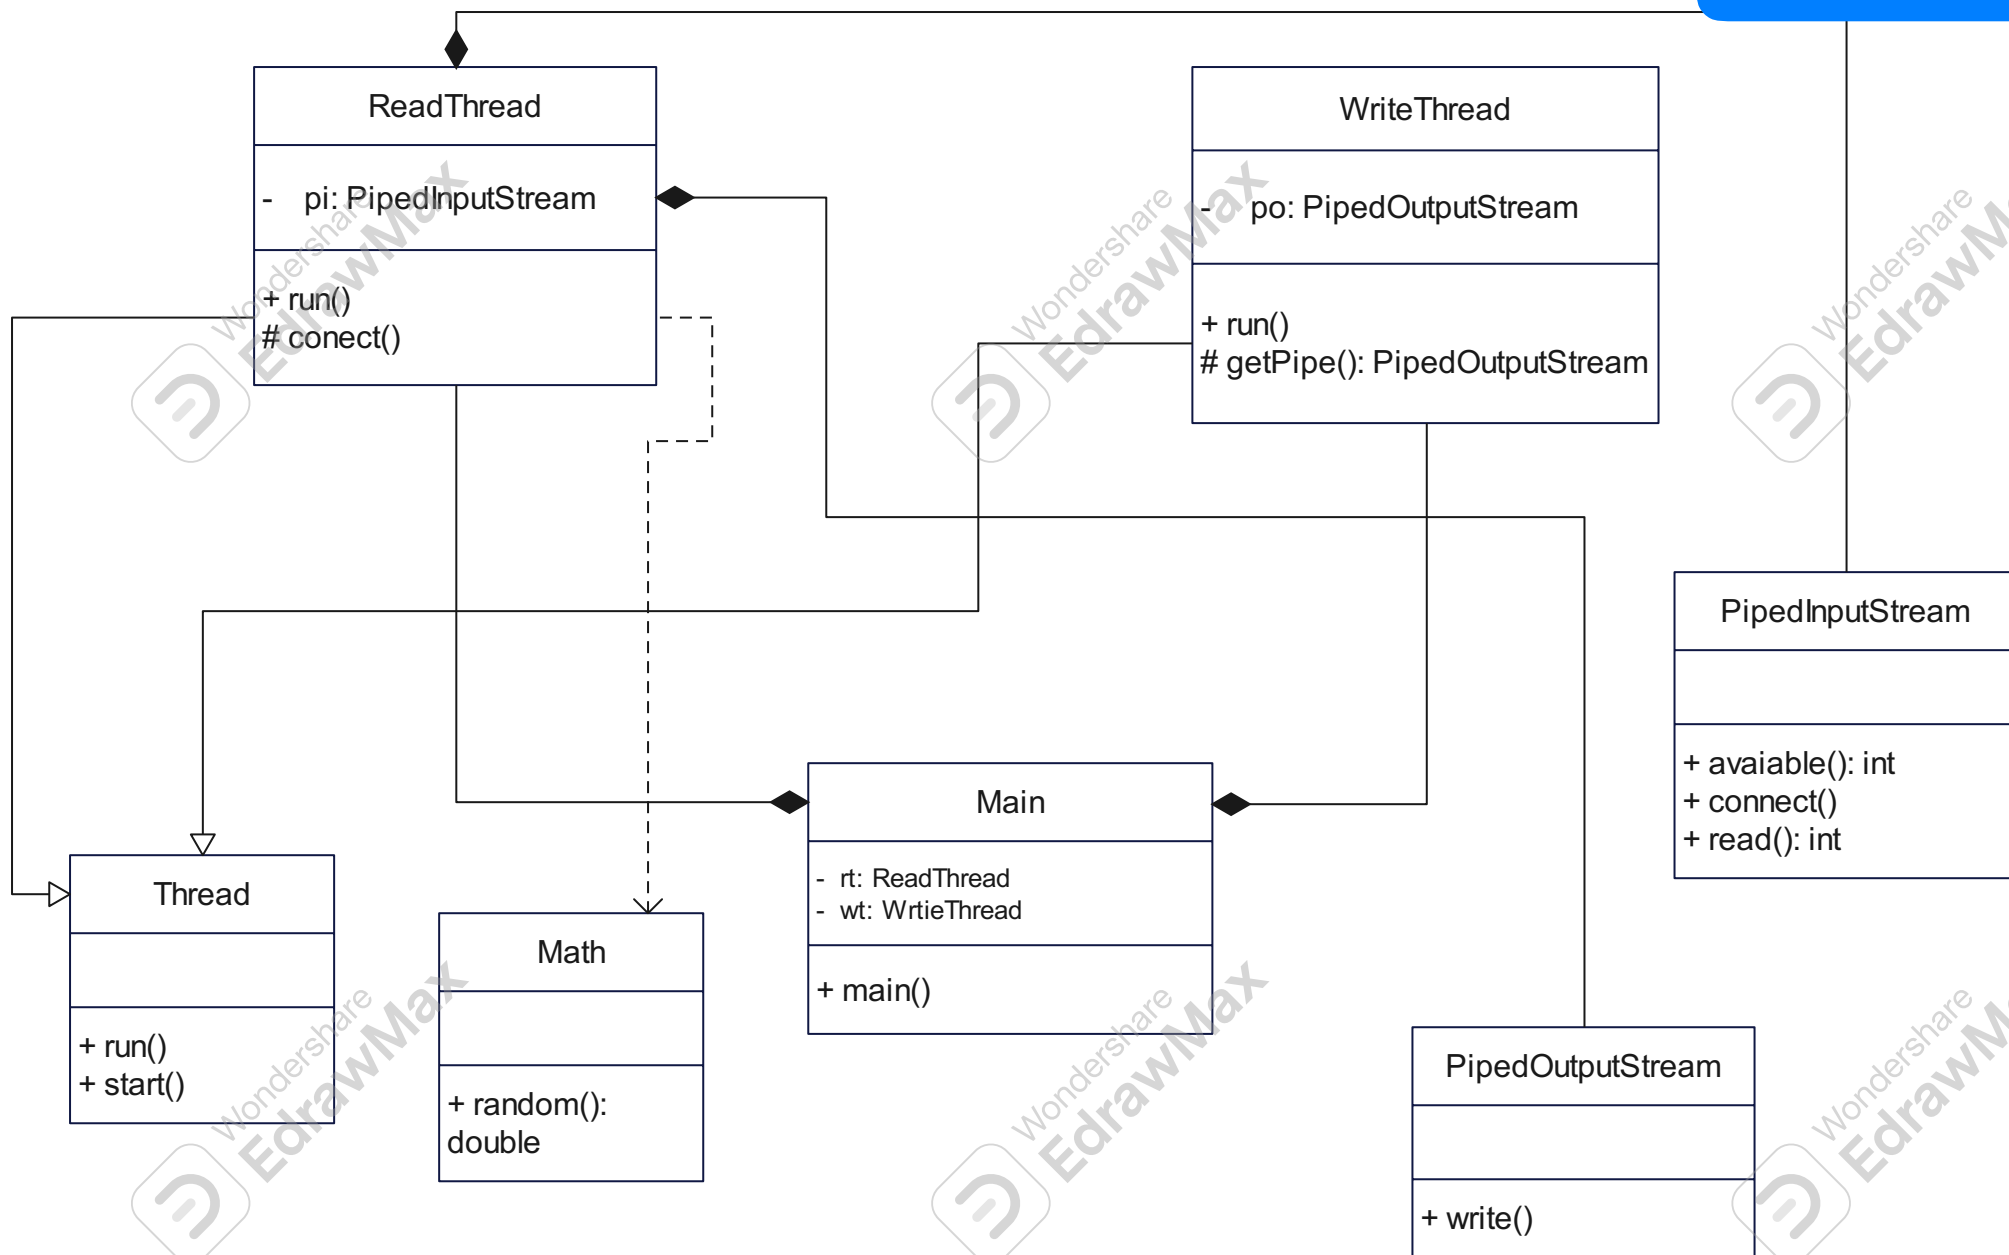 ReadThread
- pi: PipedInputStream
+ run()
# conect()
WriteThread
- po: PipedOutputStream
+ run()
# getPipe(): PipedOutputStream
PipedInputStream
+ avaiable(): int
+ connect()
+ read(): int
Main
- rt: ReadThread
- wt: WrtieThread
+ main()
Thread
+ run()
+ start()
Math
+ random():
double
PipedOutputStream
+ write()
Wondershare
EdrawMax
Wondershare
EdrawMax
Wondershare
Wondershare
EdrawMax
Wondershare
EdrawMax
Wondershare